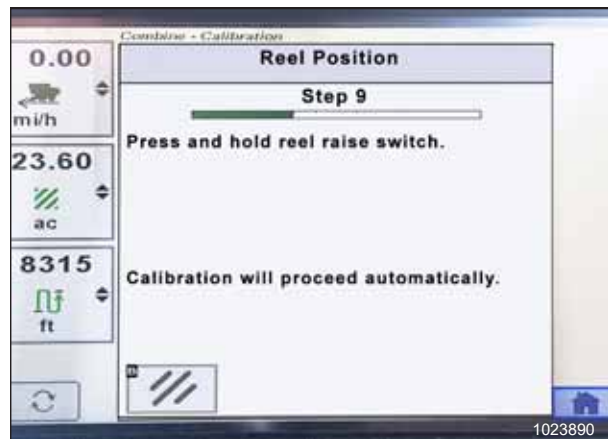 Combine - Calibration
Reel Position
Step 9
Press and hold reel raise switch.
Calibration will proceed automatically.
0.00
mi/h
23.60
ac
8315
ft
1023890